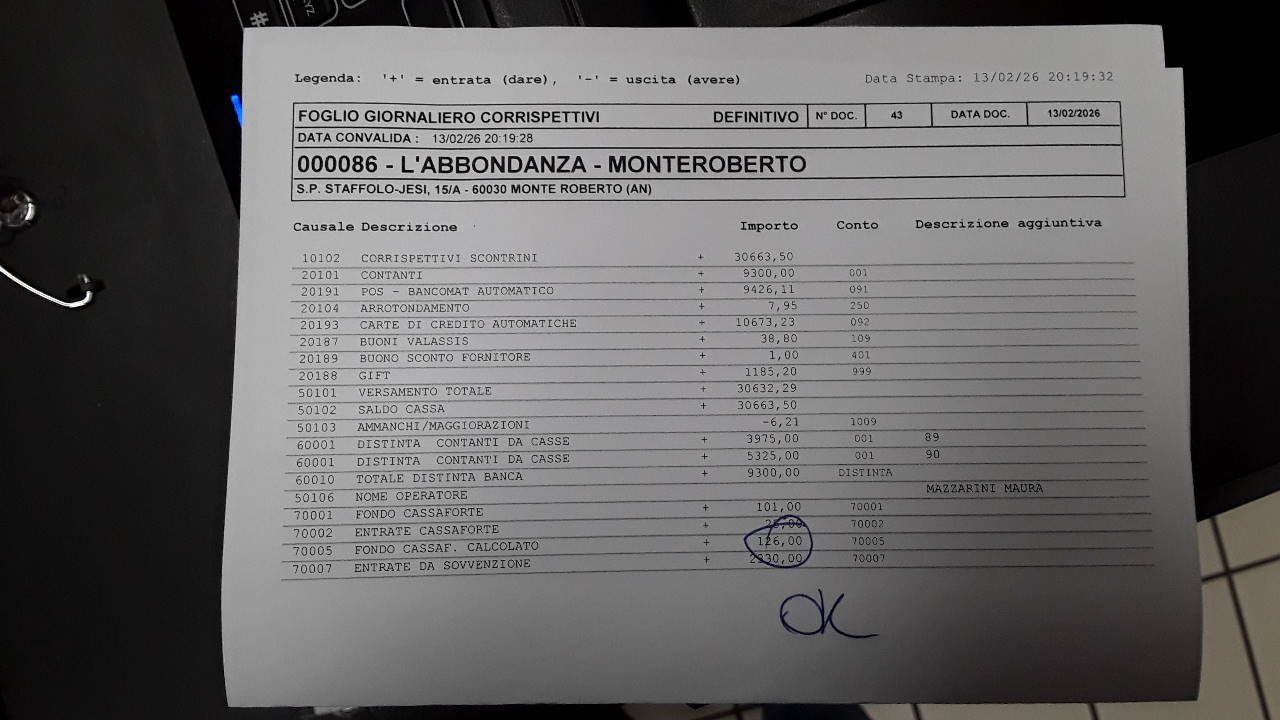 Legenda: '+' = entrata (dare), '-' = uscita (avere) Data Stampa: 13/02/26 20:19:32
FOGLIO GIORNALIERO CORRISPETTIVI DEFINITIVO N° DOC. 43 DATA DOC. 13/02/2026
DATA CONVALIDA : 13/02/26 20:19:28
000086 - L'ABBONDANZA - MONTEROBERTO
S.P. STAFFOLO-JESI, 15/A - 60030 MONTE ROBERTO (AN)
Causale Descrizione Importo Conto Descrizione aggiuntiva
10102 CORRISPETTIVI SCONTRINI + 30663,50
20101 CONTANTI + 9300,00 001
20191 POS - BANCOMAT AUTOMATICO + 9426,11 091
20104 ARROTONDAMENTO + 7,95 250
20193 CARTE DI CREDITO AUTOMATICHE + 10673,23 092
20187 BUONI VALASSIS + 38,80 109
20189 BUONO SCONTO FORNITORE + 1,00 401
20188 GIFT + 1185,20 999
50101 VERSAMENTO TOTALE + 30632,29
50102 SALDO CASSA + 30663,50
50103 AMMANCHI/MAGGIORAZIONI -6,21 1009
60001 DISTINTA CONTANTI DA CASSE + 3975,00 001 89
60001 DISTINTA CONTANTI DA CASSE + 5325,00 001 90
60010 TOTALE DISTINTA BANCA + 9300,00 DISTINTA
50106 NOME OPERATORE MAZZARINI MAURA
70001 FONDO CASSAFORTE + 101,00 70001
70002 ENTRATE CASSAFORTE + 25,00 70002
70005 FONDO CASSAF. CALCOLATO + 126,00 70005
70007 ENTRATE DA SOVVENZIONE + 2330,00 70007
OK